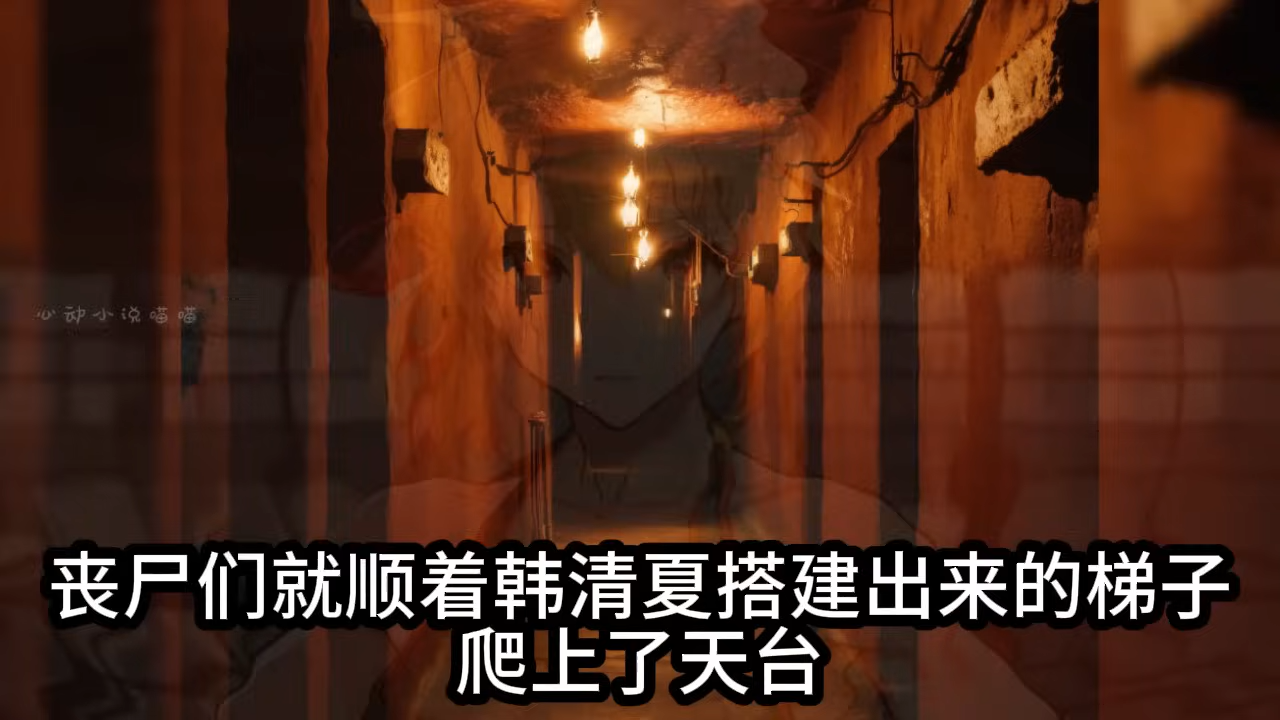 心动小说喵喵
丧尸们就顺着韩清夏搭建出来的梯子
爬上了天台